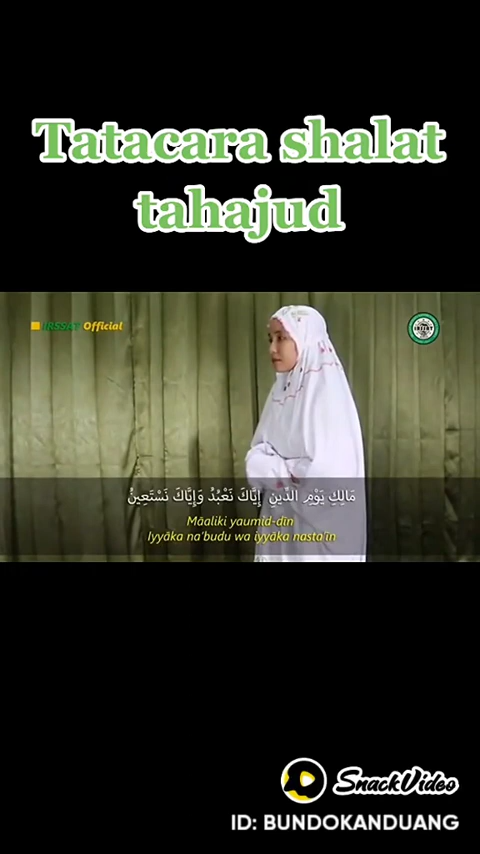 Tatacara shalat
tahajud
IRSSAT Official
مَالِكِ يَوْمِ الدِّينِ إِيَّاكَ نَعْبُدُ وَإِيَّاكَ نَسْتَعِينُ
Māaliki yaumid-dīn
Iyyāka na'budu wa iyyāka nasta'īn
SnackVideo
ID: BUNDOKANDUANG